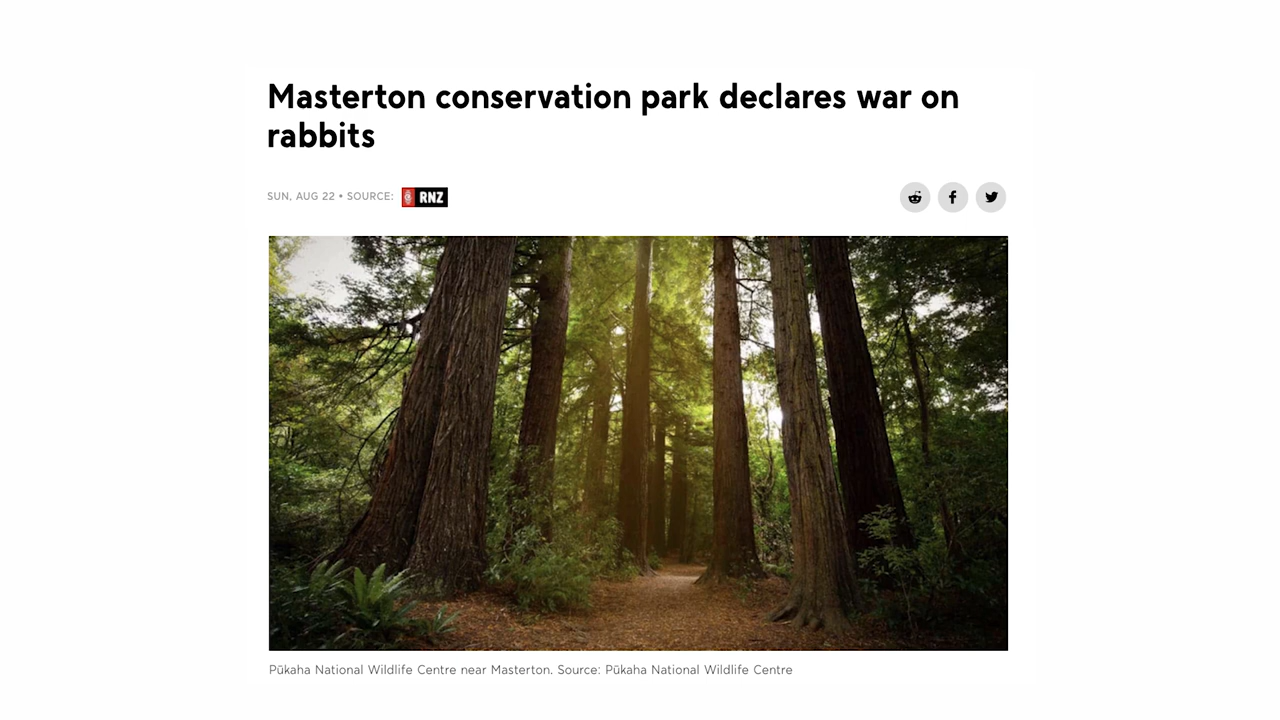 Masterton conservation park declares war on
rabbits
SUN, AUG 22 • SOURCE: RNZ
Pūkaha National Wildlife Centre near Masterton. Source: Pūkaha National Wildlife Centre